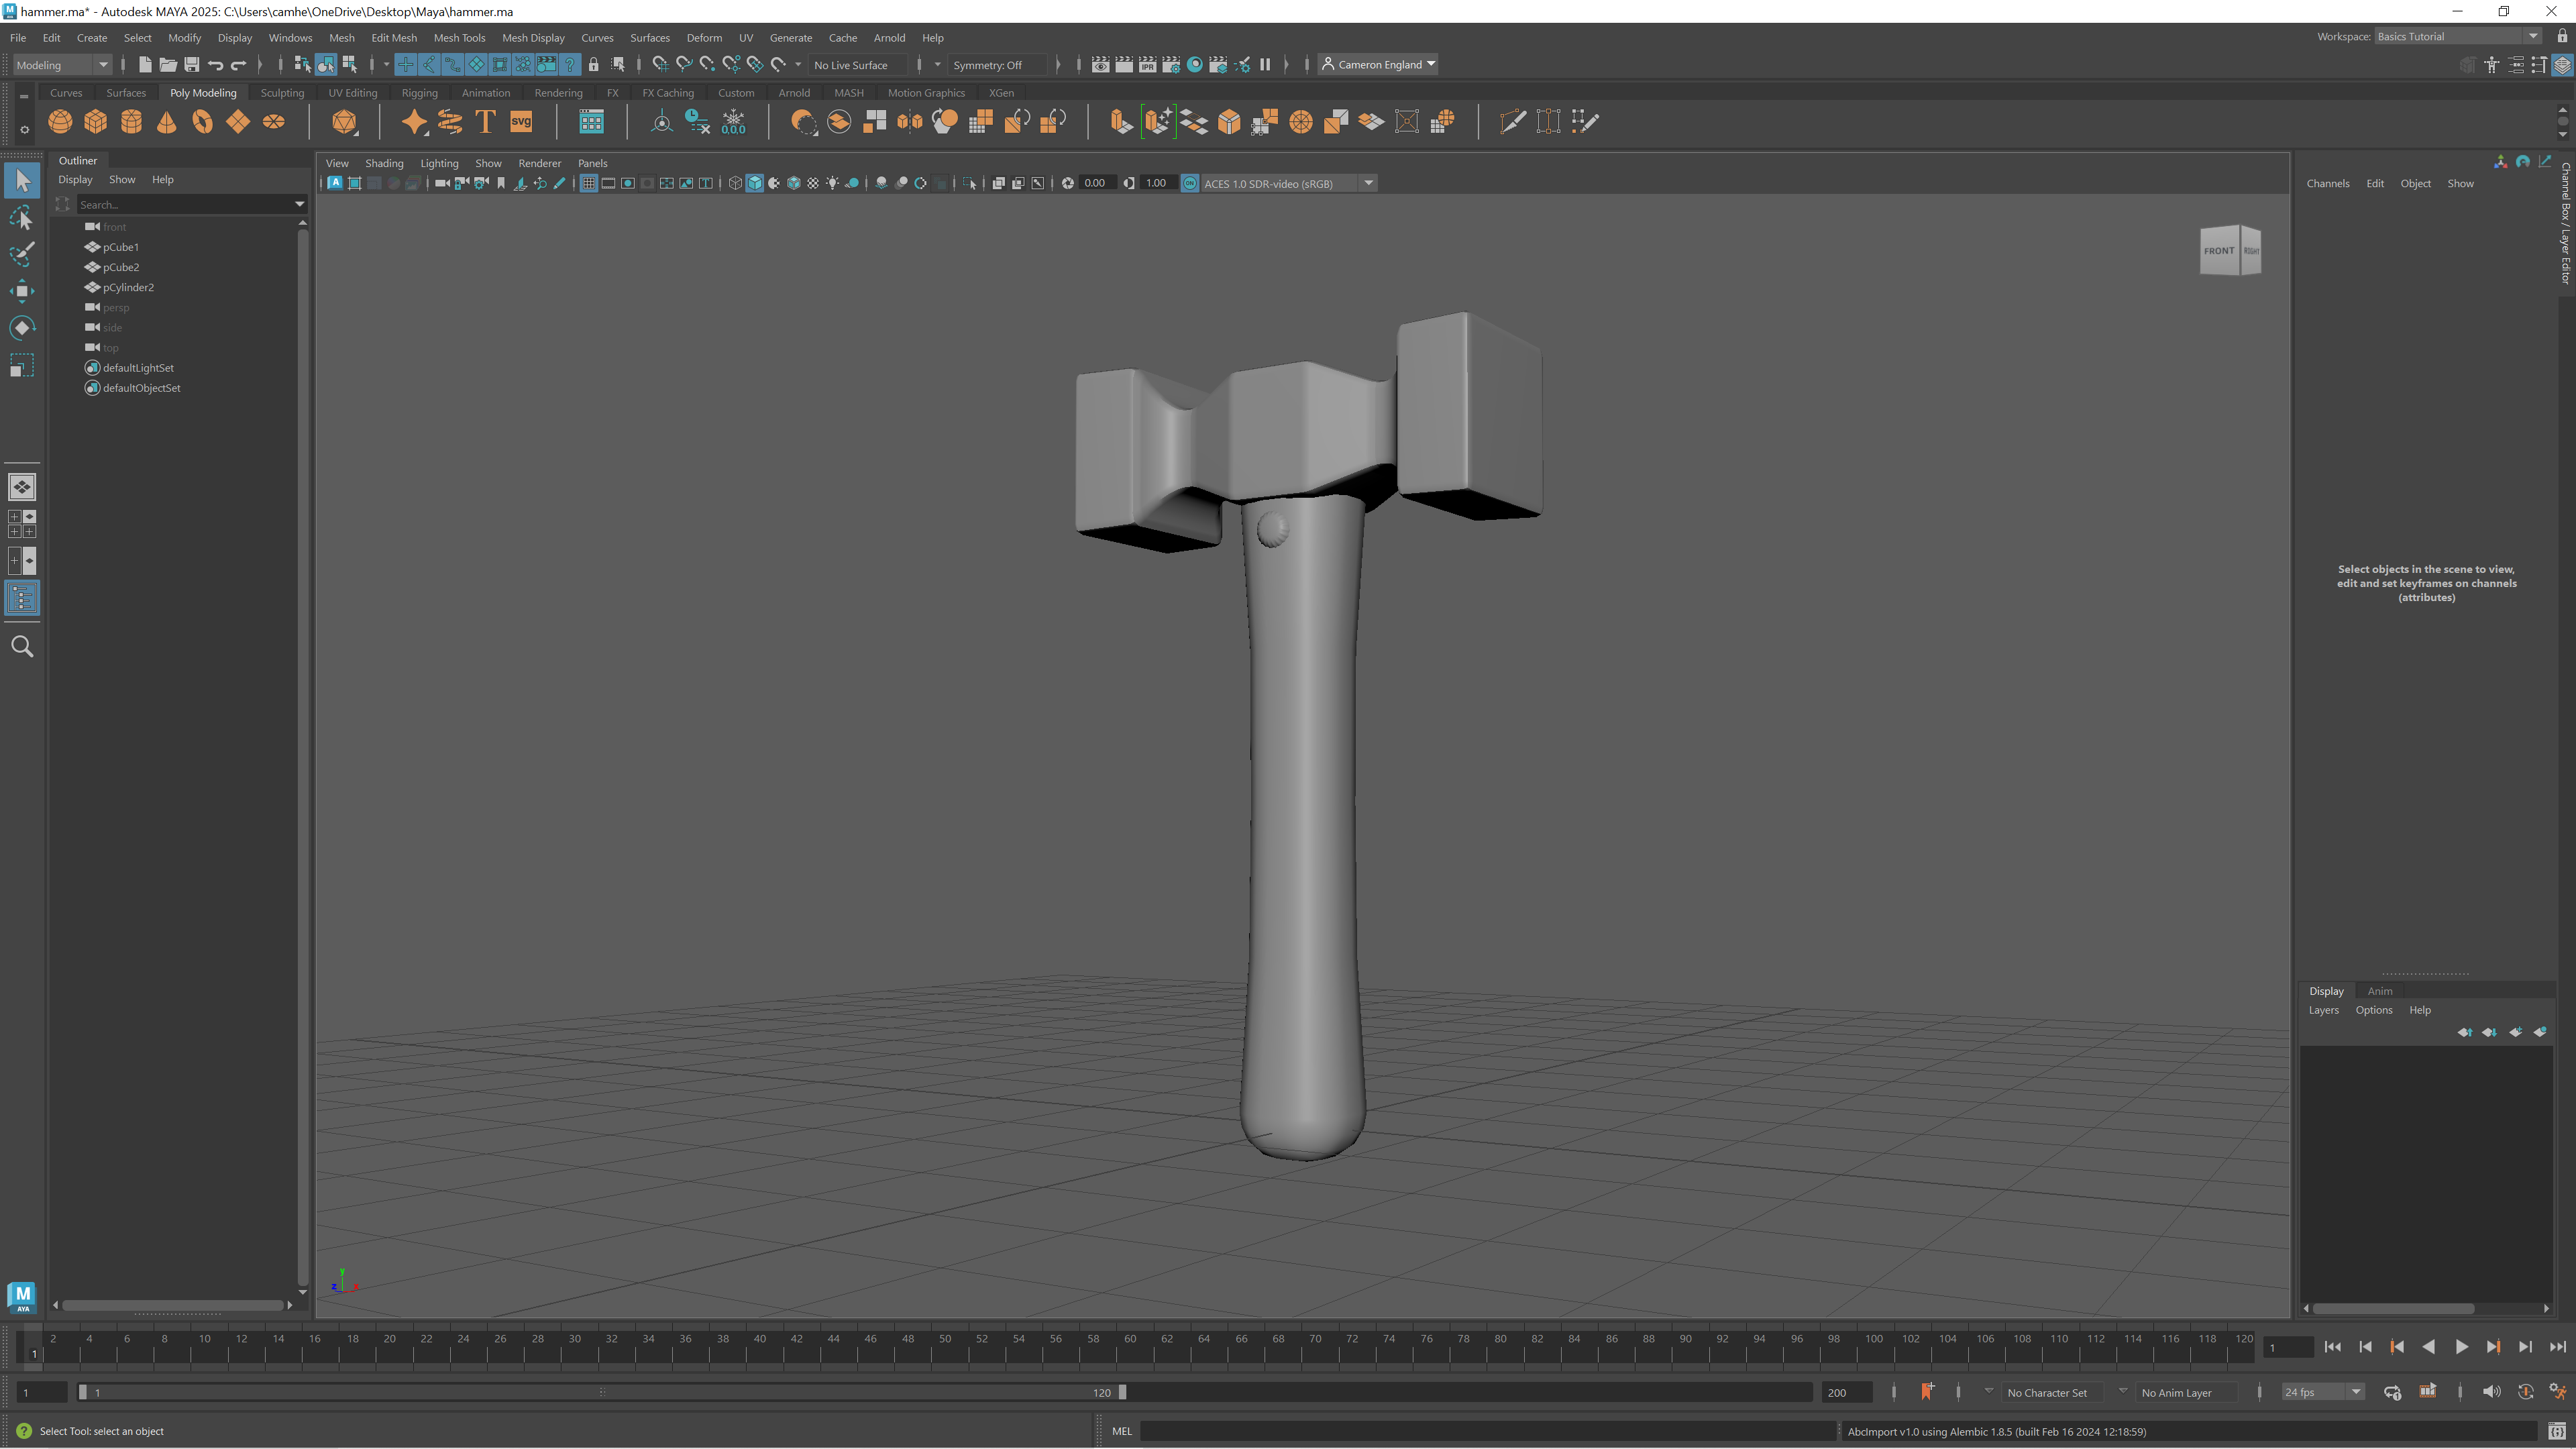 hammer.ma* - Autodesk MAYA 2025: C:\Users\camhe\OneDrive\Desktop\Maya\hammer.ma
File Edit Create Select Modify Display Windows Mesh Edit Mesh Mesh Tools Mesh Display Curves Surfaces Deform UV Generate Cache Arnold Help
Workspace: Basics Tutorial
Modeling
No Live Surface
Symmetry: Off
IPR
Cameron England
Curves Surfaces Poly Modeling Sculpting UV Editing Rigging Animation Rendering FX FX Caching Custom Arnold MASH Motion Graphics XGen
T
SVG
0,0,0
Outliner
Display Show Help
Search...
front
pCube1
pCube2
pCylinder2
persp
side
top
defaultLightSet
defaultObjectSet
View Shading Lighting Show Renderer Panels
0.00
1.00
ON
ACES 1.0 SDR-video (sRGB)
FRONT
RIGHT
y
z
x
Channels Edit Object Show
Channel Box / Layer Editor
Select objects in the scene to view,
edit and set keyframes on channels
(attributes)
Display Anim
Layers Options Help
M
AYA
2 4 6 8 10 12 14 16 18 20 22 24 26 28 30 32 34 36 38 40 42 44 46 48 50 52 54 56 58 60 62 64 66 68 70 72 74 76 78 80 82 84 86 88 90 92 94 96 98 100 102 104 106 108 110 112 114 116 118 120
1
1
1
1
120
200
No Character Set
No Anim Layer
24 fps
Select Tool: select an object
MEL
AbcImport v1.0 using Alembic 1.8.5 (built Feb 16 2024 12:18:59)